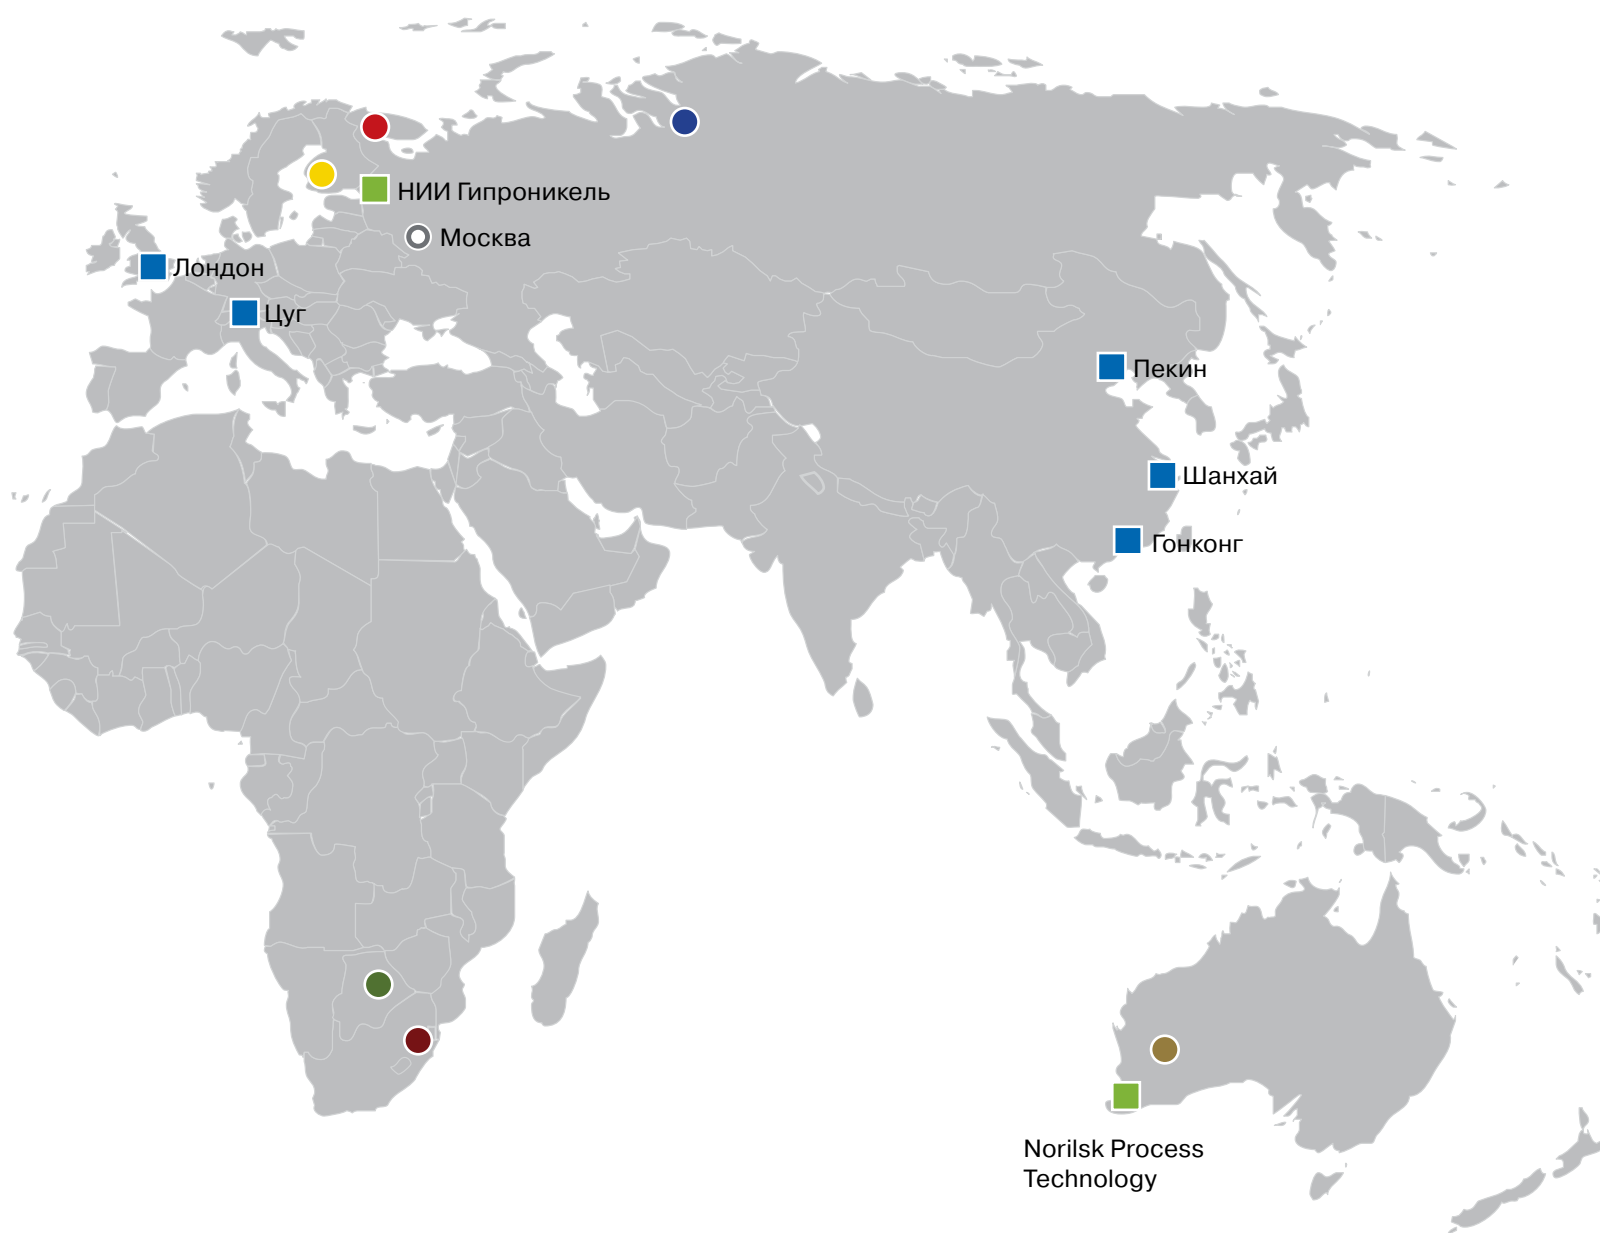 НИИ Гипроникель
Москва
Лондон
Цуг
Пекин
Шанхай
Гонконг
Norilsk Process
Technology